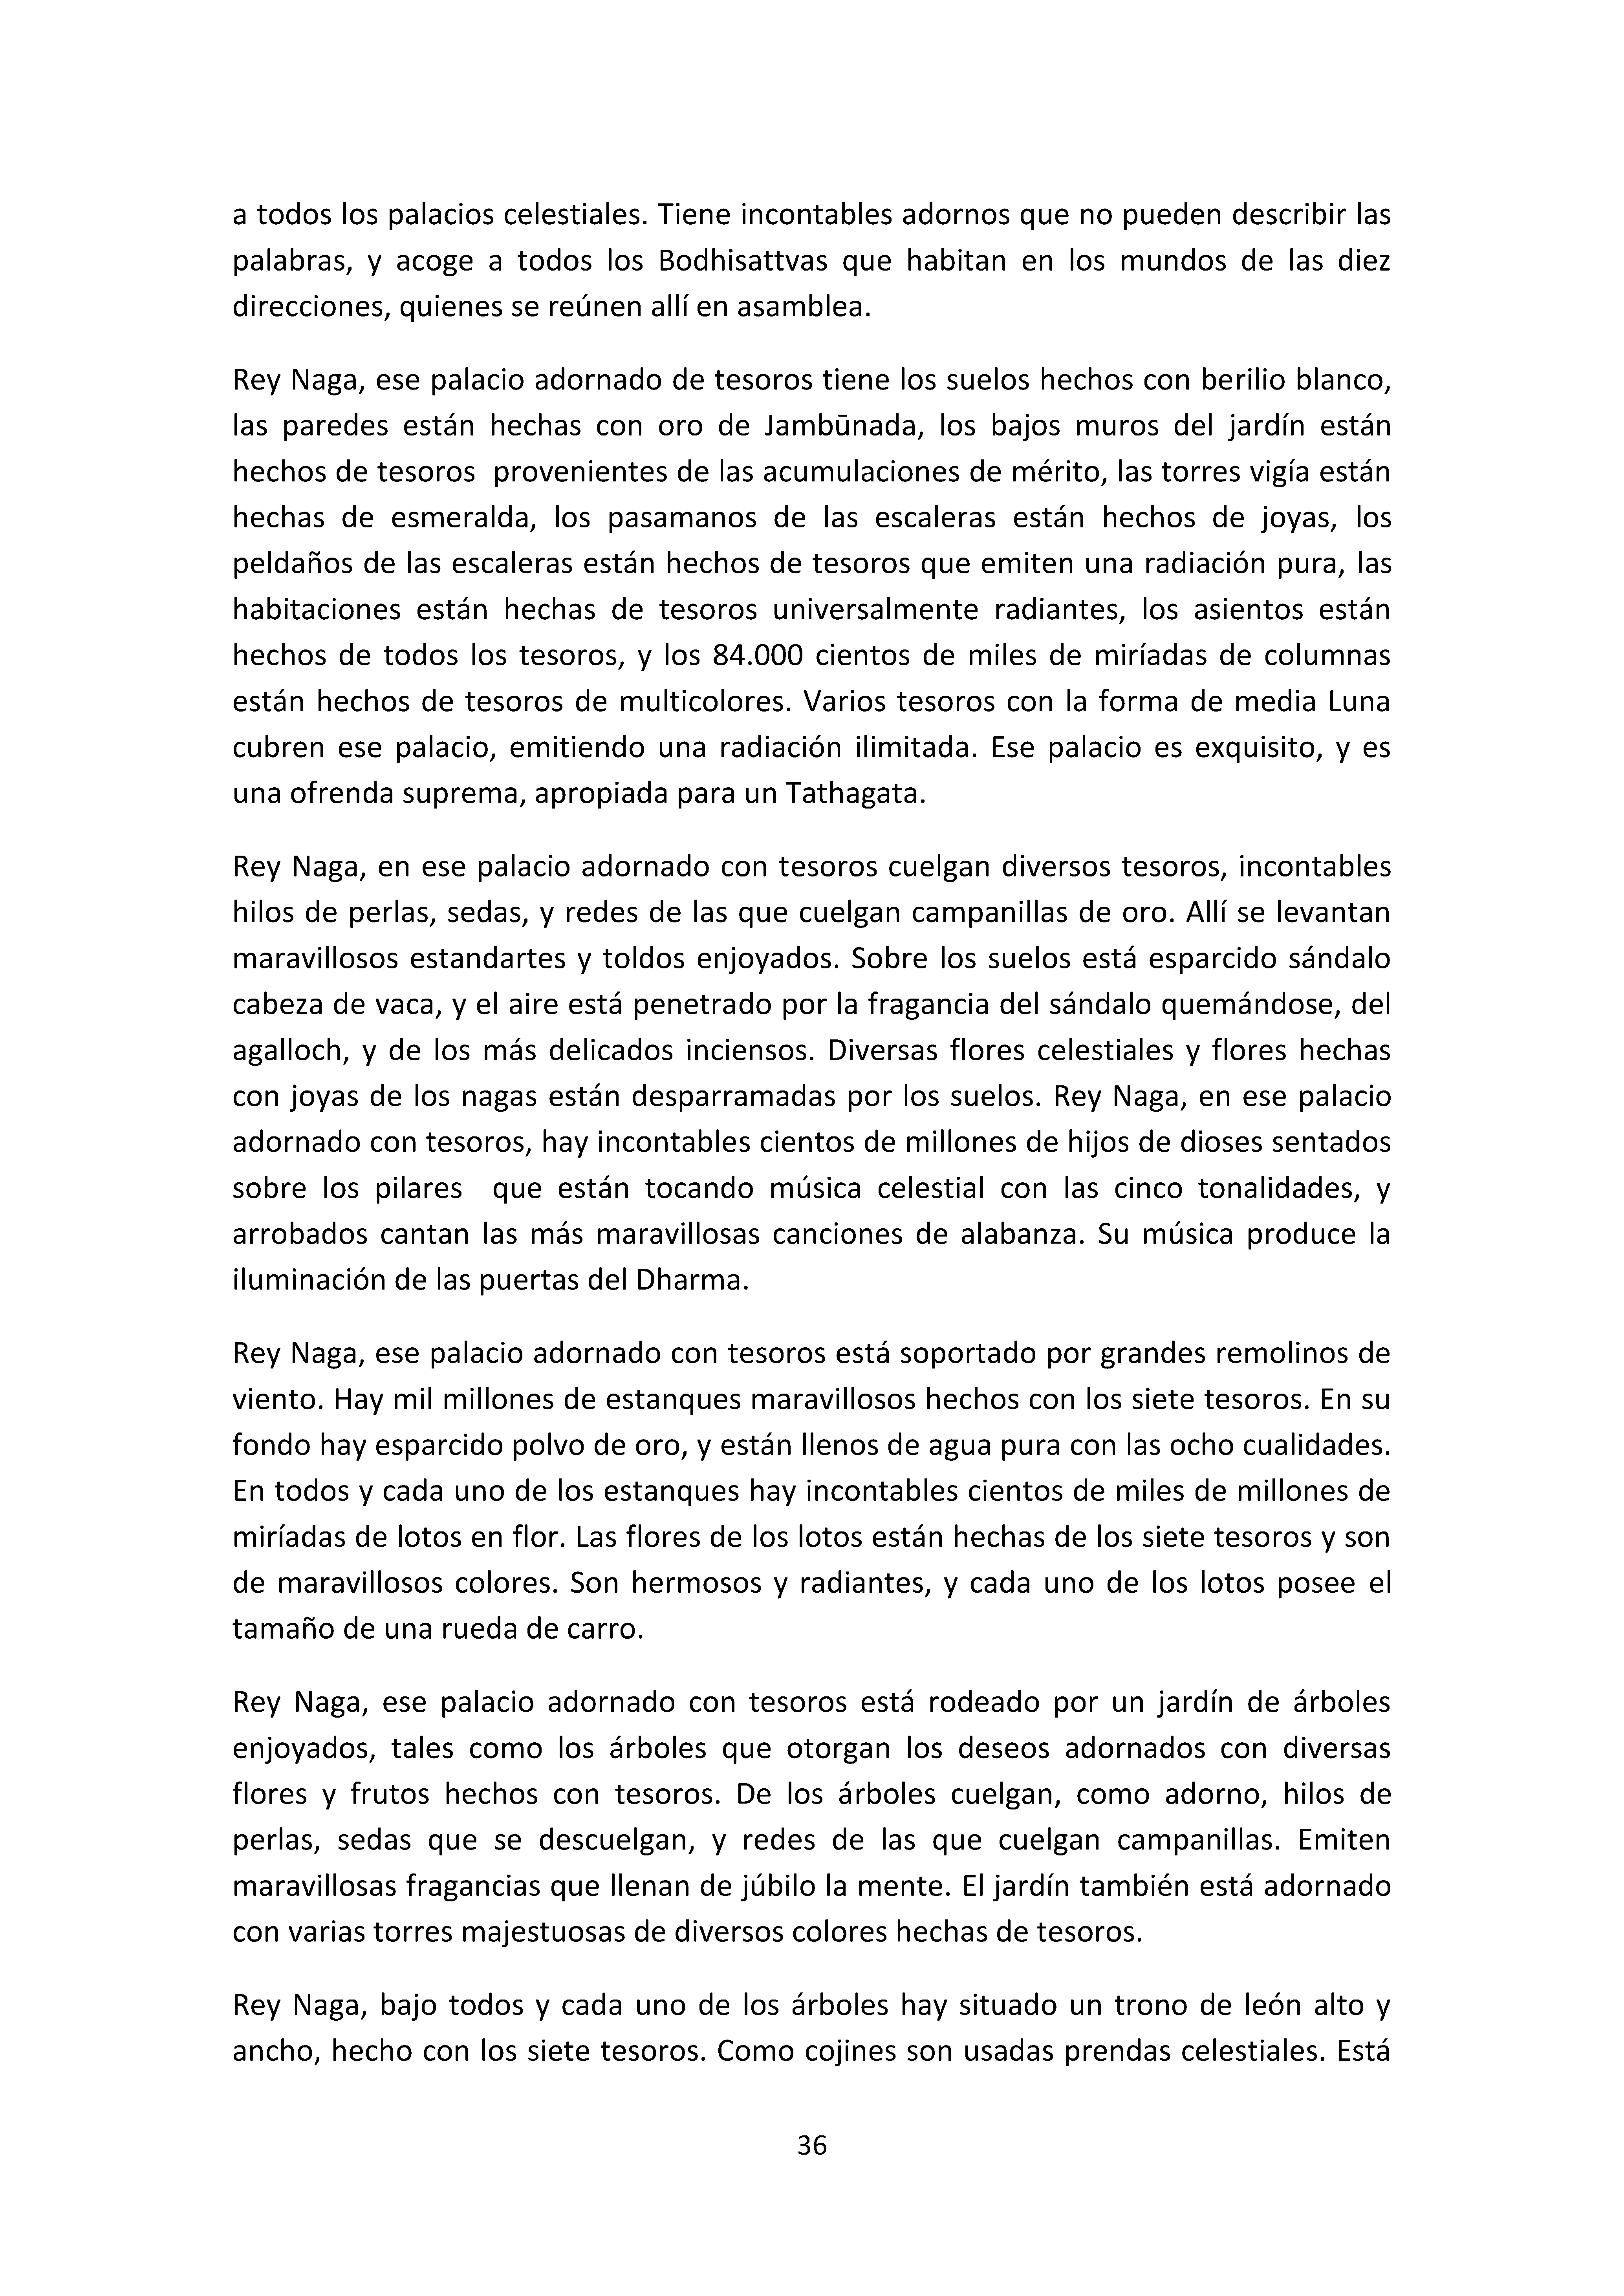 a todos los palacios celestiales. Tiene incontables adornos que no pueden describir las
palabras, y acoge a todos los Bodhisattvas que habitan en los mundos de las diez
direcciones, quienes se reúnen allí en asamblea.
Rey Naga, ese palacio adornado de tesoros tiene los suelos hechos con berilio blanco,
las paredes están hechas con oro de Jambūnada, los bajos muros del jardín están
hechos de tesoros  provenientes de las acumulaciones de mérito, las torres vigía están
hechas de esmeralda, los pasamanos de las escaleras están hechos de joyas, los
peldaños de las escaleras están hechos de tesoros que emiten una radiación pura, las
habitaciones están hechas de tesoros universalmente radiantes, los asientos están
hechos de todos los tesoros, y los 84.000 cientos de miles de miríadas de columnas
están hechos de tesoros de multicolores. Varios tesoros con la forma de media Luna
cubren ese palacio, emitiendo una radiación ilimitada. Ese palacio es exquisito, y es
una ofrenda suprema, apropiada para un Tathagata.
Rey Naga, en ese palacio adornado con tesoros cuelgan diversos tesoros, incontables
hilos de perlas, sedas, y redes de las que cuelgan campanillas de oro. Allí se levantan
maravillosos estandartes y toldos enjoyados. Sobre los suelos está esparcido sándalo
cabeza de vaca, y el aire está penetrado por la fragancia del sándalo quemándose, del
agalloch, y de los más delicados inciensos. Diversas flores celestiales y flores hechas
con joyas de los nagas están desparramadas por los suelos. Rey Naga, en ese palacio
adornado con tesoros, hay incontables cientos de millones de hijos de dioses sentados
sobre los pilares  que están tocando música celestial con las cinco tonalidades, y
arrobados cantan las más maravillosas canciones de alabanza. Su música produce la
iluminación de las puertas del Dharma.
Rey Naga, ese palacio adornado con tesoros está soportado por grandes remolinos de
viento. Hay mil millones de estanques maravillosos hechos con los siete tesoros. En su
fondo hay esparcido polvo de oro, y están llenos de agua pura con las ocho cualidades.
En todos y cada uno de los estanques hay incontables cientos de miles de millones de
miríadas de lotos en flor. Las flores de los lotos están hechas de los siete tesoros y son
de maravillosos colores. Son hermosos y radiantes, y cada uno de los lotos posee el
tamaño de una rueda de carro.
Rey Naga, ese palacio adornado con tesoros está rodeado por un jardín de árboles
enjoyados, tales como los árboles que otorgan los deseos adornados con diversas
flores y frutos hechos con tesoros. De los árboles cuelgan, como adorno, hilos de
perlas, sedas que se descuelgan, y redes de las que cuelgan campanillas. Emiten
maravillosas fragancias que llenan de júbilo la mente. El jardín también está adornado
con varias torres majestuosas de diversos colores hechas de tesoros.
Rey Naga, bajo todos y cada uno de los árboles hay situado un trono de león alto y
ancho, hecho con los siete tesoros. Como cojines son usadas prendas celestiales. Está
36